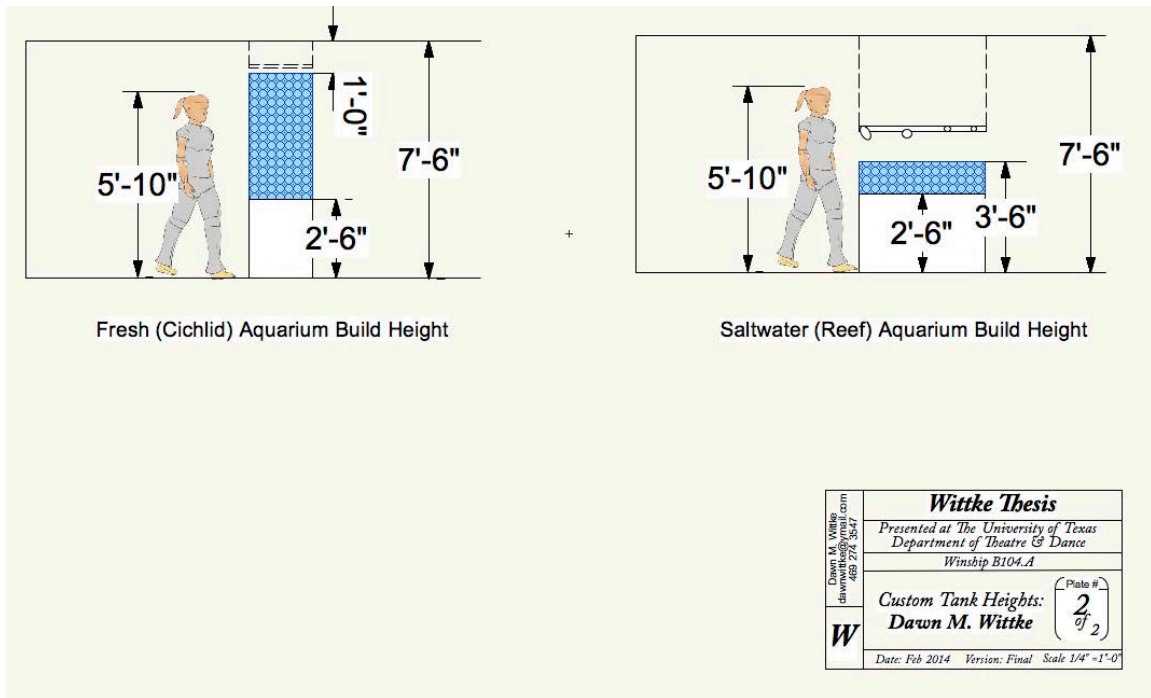 1'-0"
5'-10"
7'-6"
2'-6"
Fresh (Cichlid) Aquarium Build Height
5'-10"
7'-6"
2'-6"
3'-6"
Saltwater (Reef) Aquarium Build Height
Dawn M. Wittke
dawnwittke@ymail.com
469 274 3547
W
Wittke Thesis
Presented at The University of Texas
Department of Theatre & Dance
Winship B104.A
Custom Tank Heights:
Dawn M. Wittke
Plate #
2
of 2
Date: Feb 2014 Version: Final Scale 1/4" =1'-0"